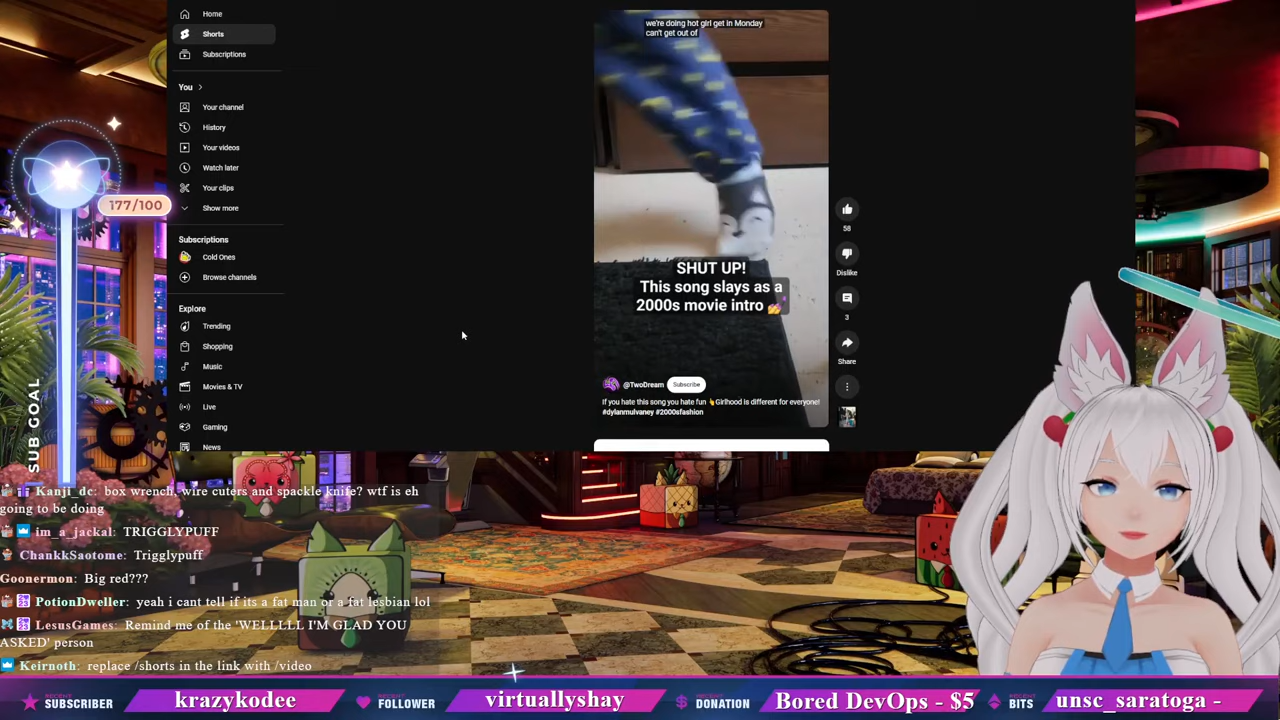 Home
Shorts
Subscriptions
You
Your channel
History
Your videos
Watch later
Your clips
Show more
Subscriptions
Cold Ones
Browse channels
Explore
Trending
Shopping
Music
Movies & TV
Live
Gaming
News
177/100
SUB GOAL
we're doing hot girl get in Monday
can't get out of
SHUT UP!
This song slays as a
2000s movie intro 💅
@TwoDream Subscribe
If you hate this song you hate fun 👆Girlhood is different for everyone!
#dylanmulvaney #2000sfashion
58
Dislike
3
Share
Kanji_dc: box wrench, wire cuters and spackle knife? wtf is eh
going to be doing
im_a_jackal: TRIGGLYPUFF
ChankkSaotome: Trigglypuff
Goonermon: Big red???
PotionDweller: yeah i cant tell if its a fat man or a fat lesbian lol
LesusGames: Remind me of the 'WELLLLL I'M GLAD YOU
ASKED' person
Keirnoth: replace /shorts in the link with /video
RECENT SUBSCRIBER krazykodee RECENT FOLLOWER virtuallyshay RECENT DONATION Bored DevOps - $5 RECENT BITS unsc_saratoga -